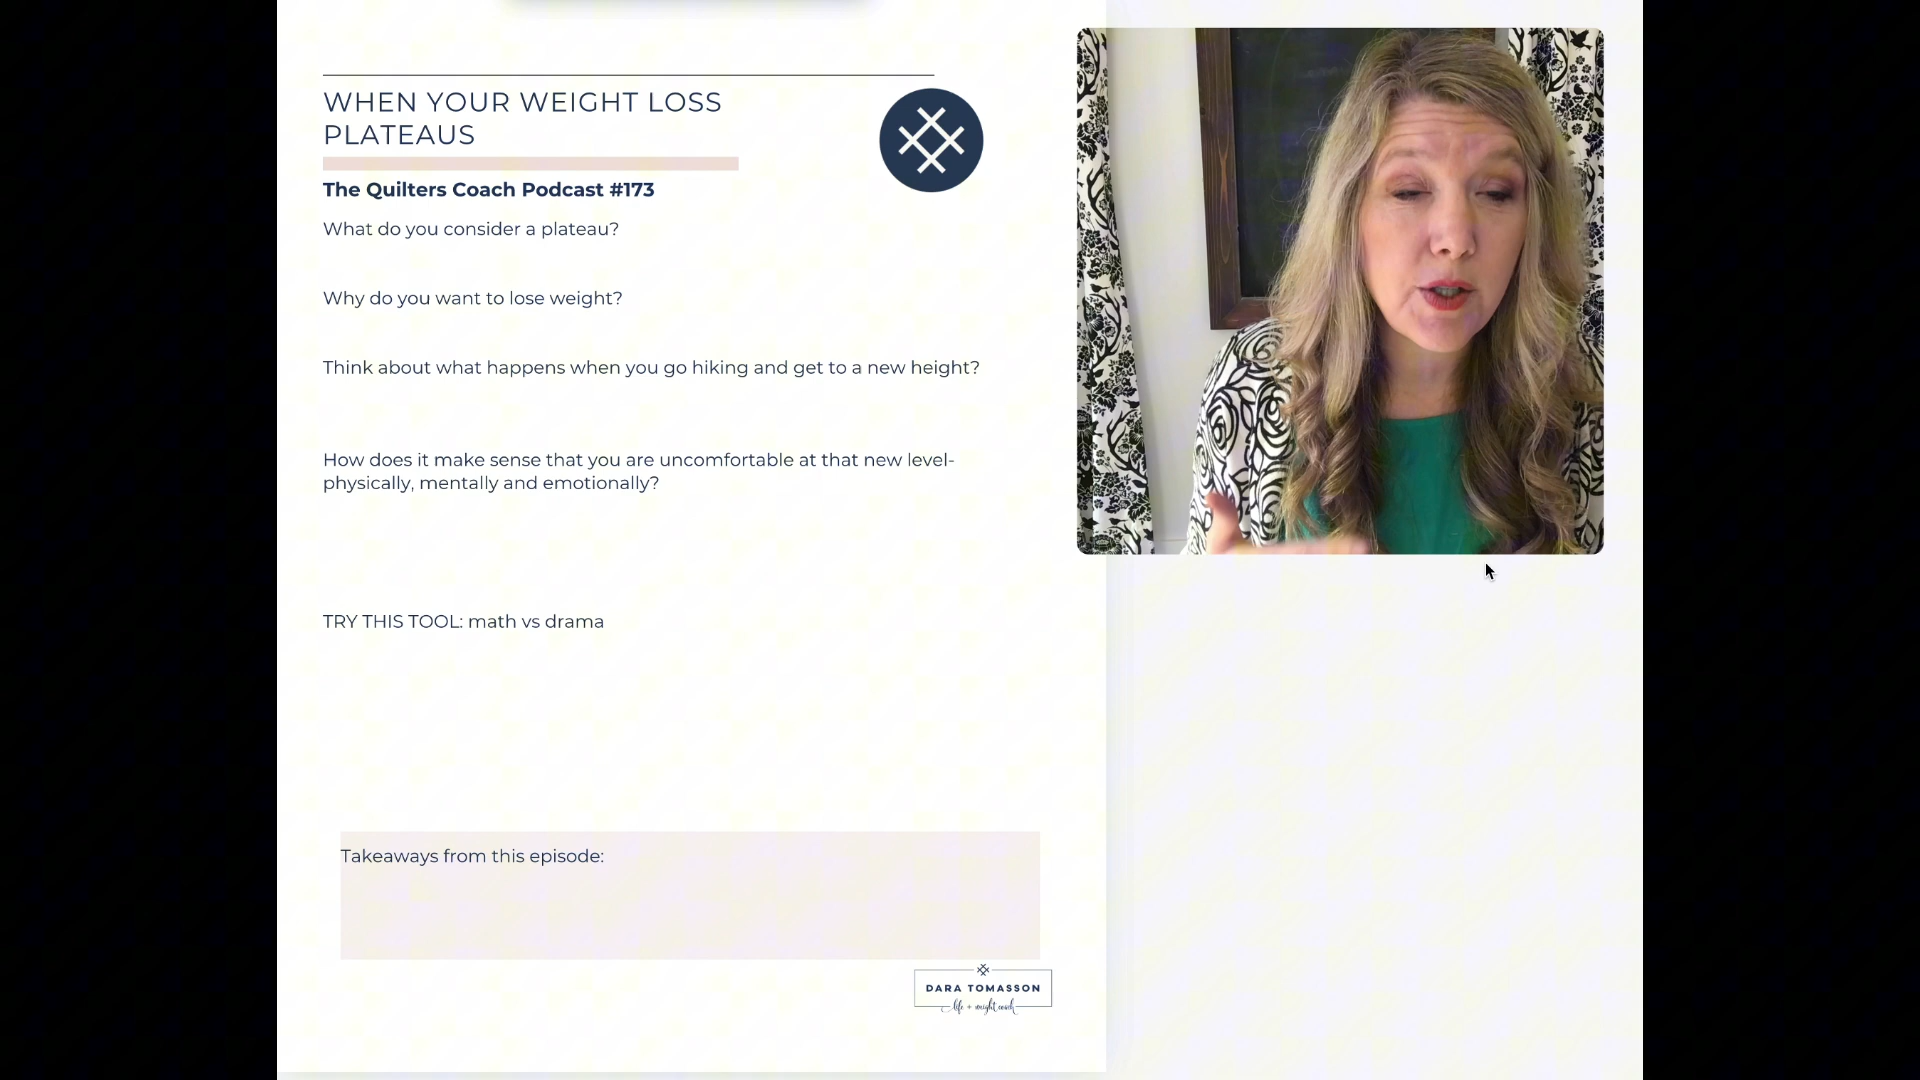 WHEN YOUR WEIGHT LOSS
PLATEAUS
The Quilters Coach Podcast #173
What do you consider a plateau?
Why do you want to lose weight?
Think about what happens when you go hiking and get to a new height?
How does it make sense that you are uncomfortable at that new level-
physically, mentally and emotionally?
TRY THIS TOOL: math vs drama
Takeaways from this episode:
DARA TOMASSON
life + weight coach